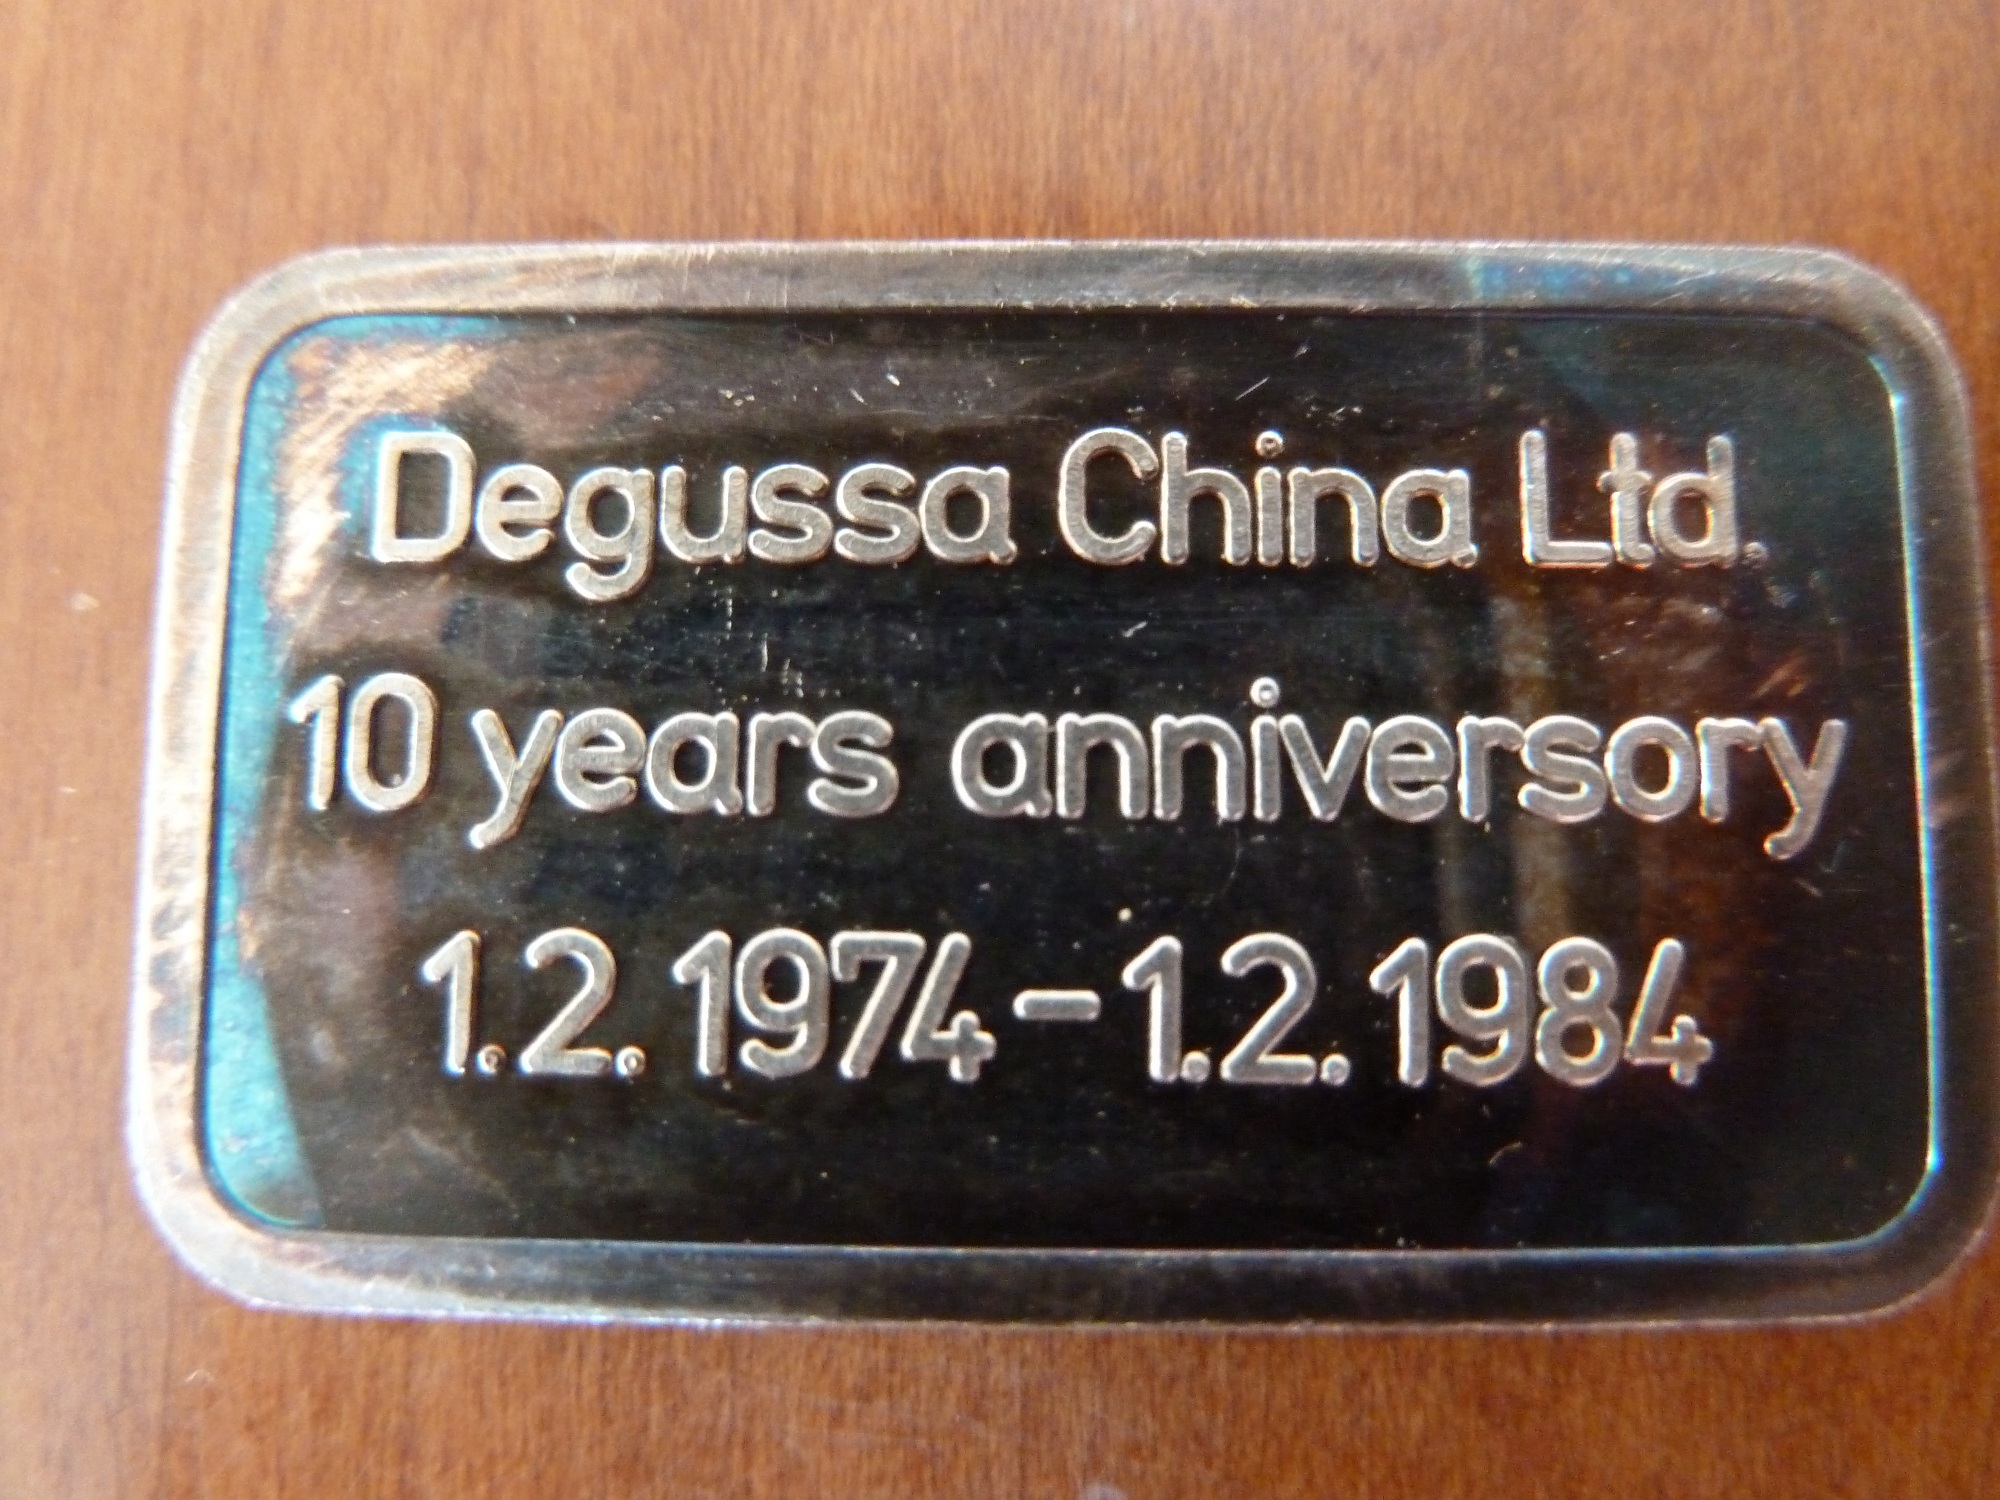 Degussa China Ltd.
10 years anniversory
1.2.1974-1.2.1984